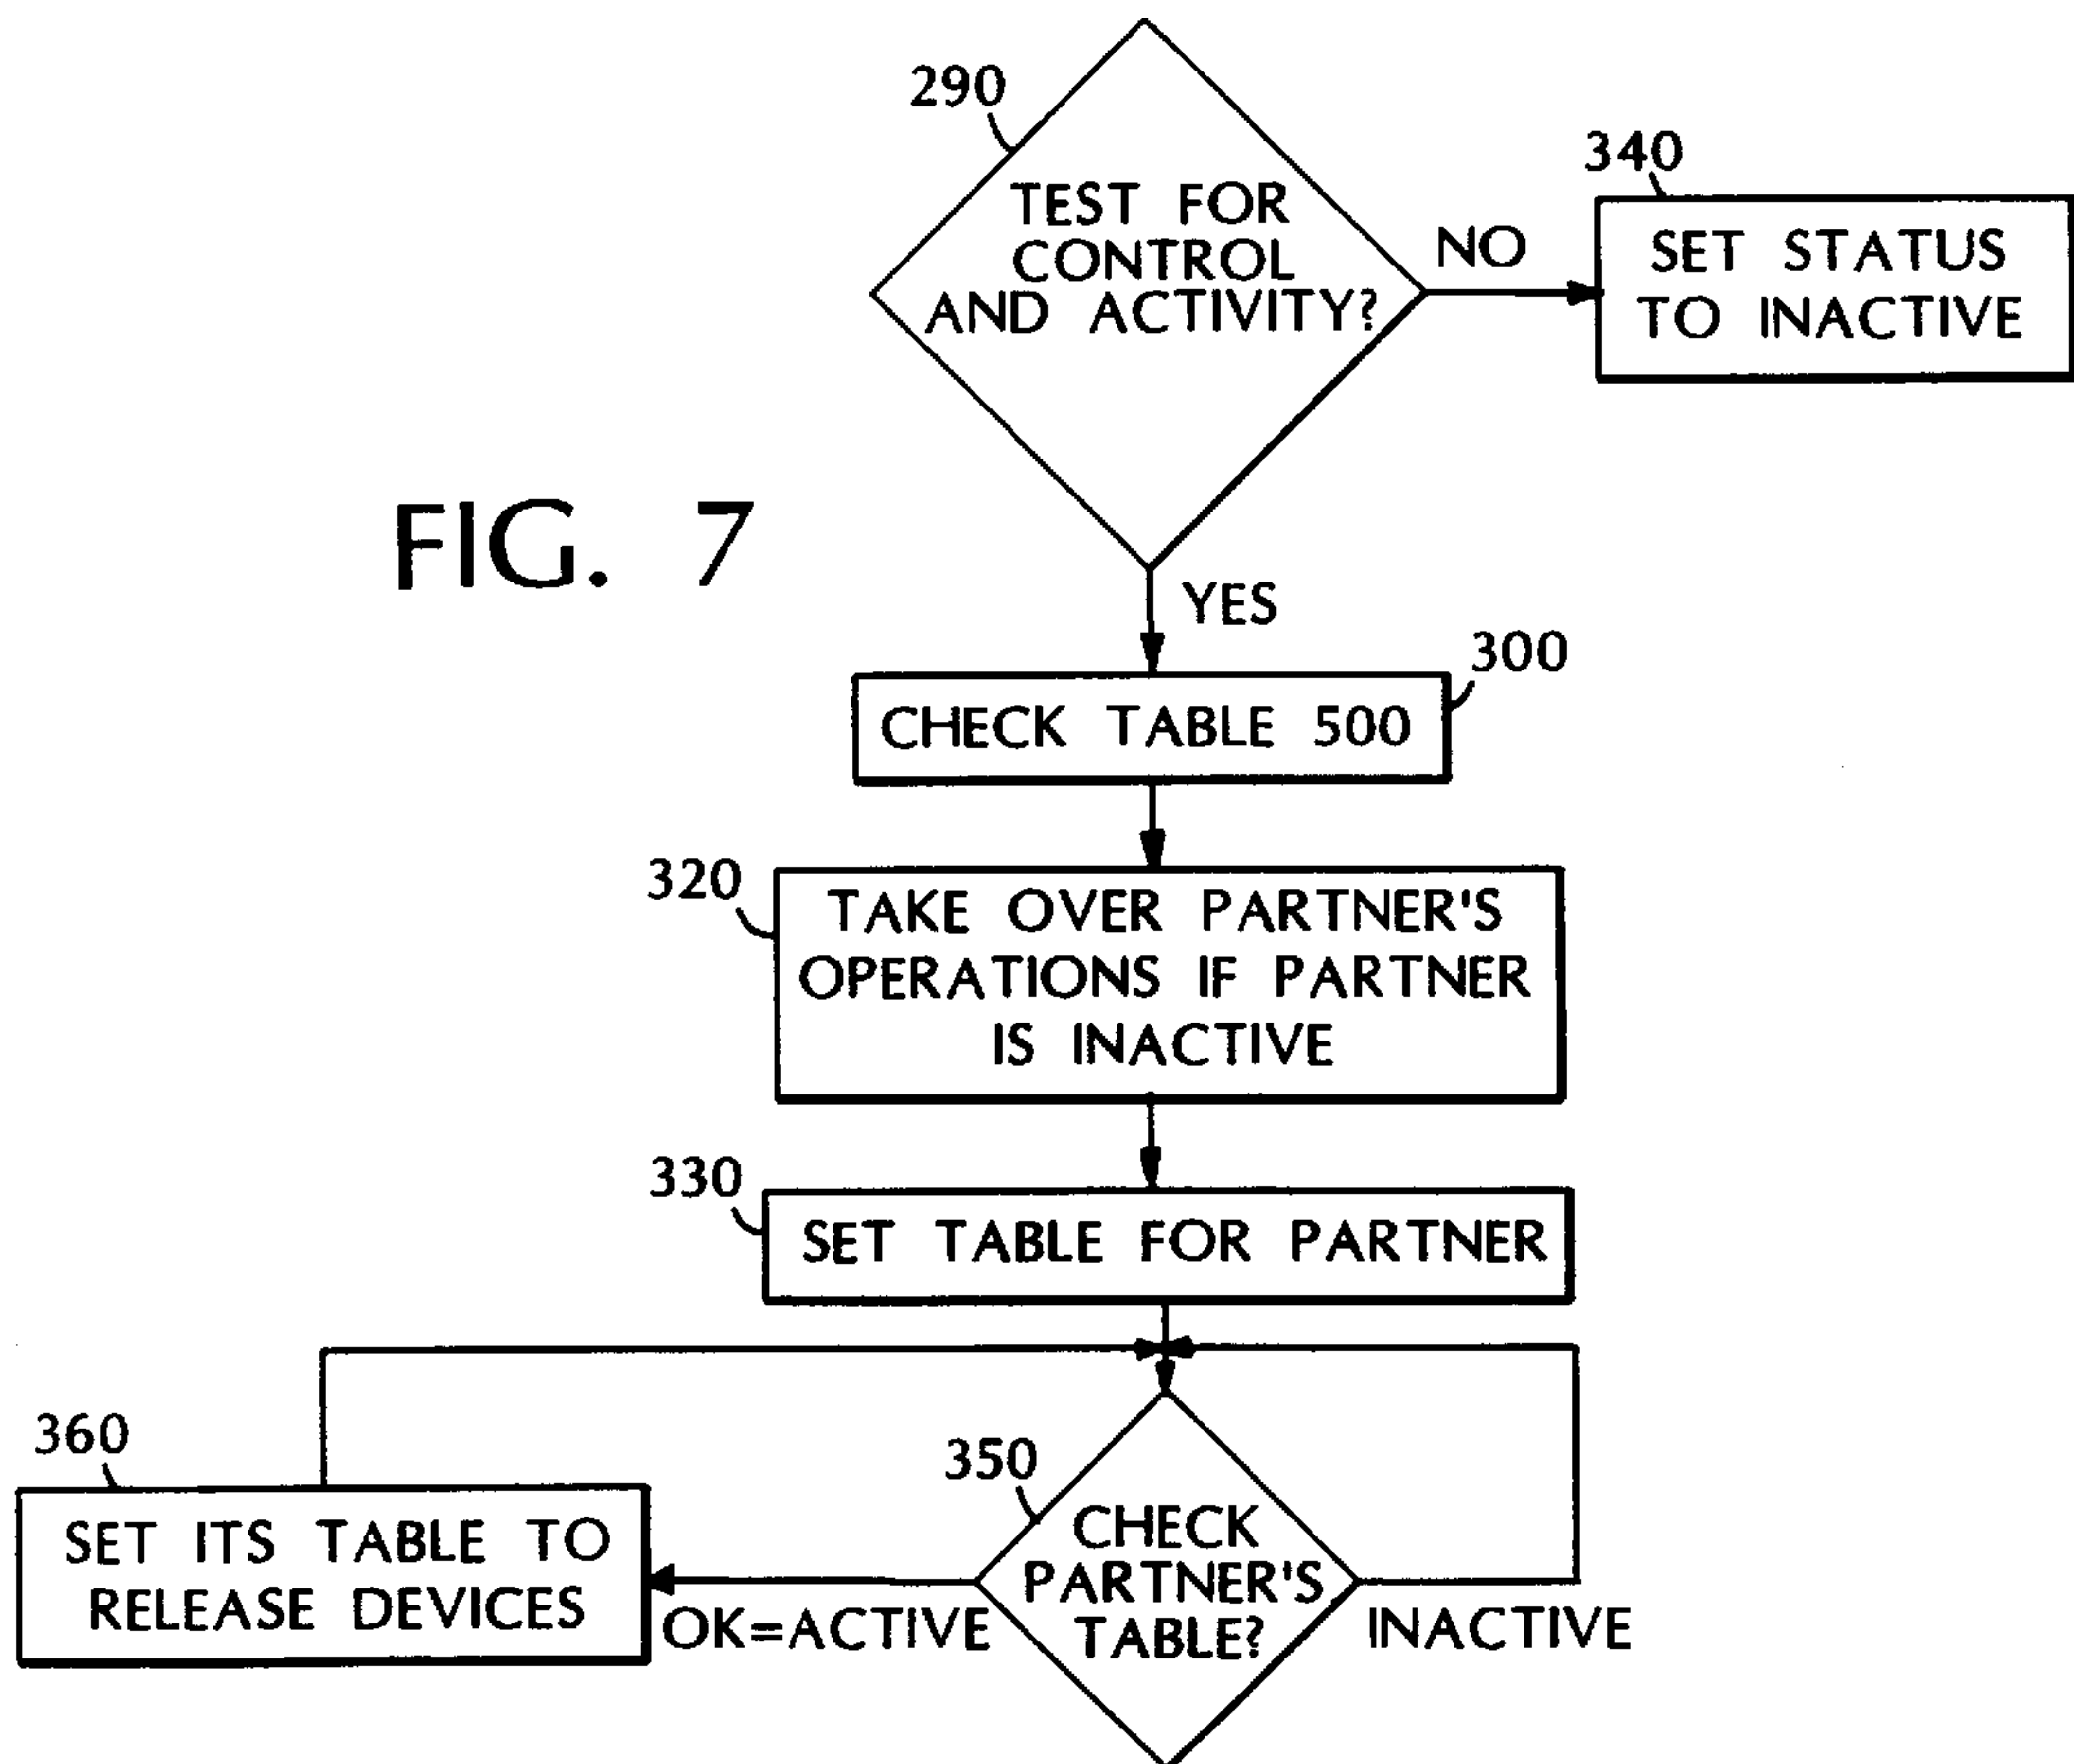 290
TEST FOR
CONTROL
AND ACTIVITY?
NO
340
SET STATUS
TO INACTIVE
FIG. 7
YES
300
CHECK TABLE 500
320
TAKE OVER PARTNER'S
OPERATIONS IF PARTNER
IS INACTIVE
330
SET TABLE FOR PARTNER
360
SET ITS TABLE TO
RELEASE DEVICES
OK=ACTIVE
350
CHECK
PARTNER'S
TABLE?
INACTIVE